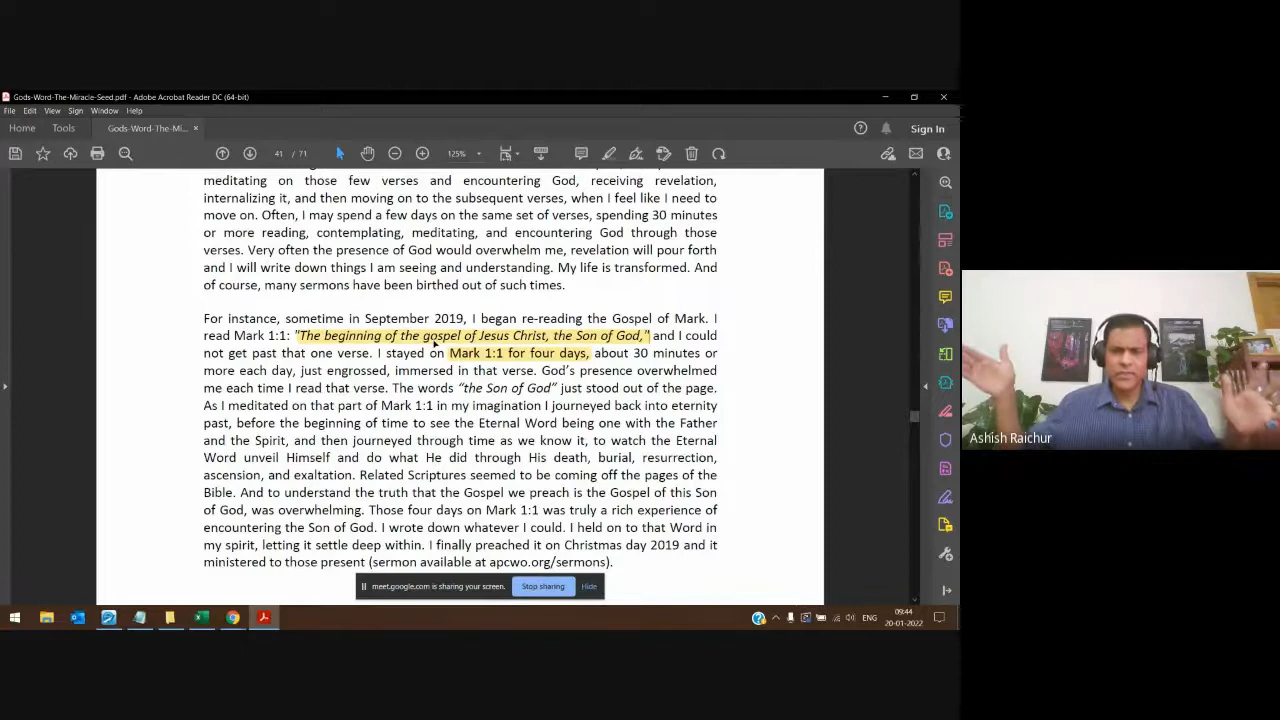 Gods-Word-The-Miracle-Seed.pdf - Adobe Acrobat Reader DC (64-bit)
File Edit View Sign Window Help
Home Tools Gods-Word-The-Mi... × Sign In
41 / 71 125%
meditating on those few verses and encountering God, receiving revelation,
internalizing it, and then moving on to the subsequent verses, when I feel like I need to
move on. Often, I may spend a few days on the same set of verses, spending 30 minutes
or more reading, contemplating, meditating, and encountering God through those
verses. Very often the presence of God would overwhelm me, revelation will pour forth
and I will write down things I am seeing and understanding. My life is transformed. And
of course, many sermons have been birthed out of such times.
For instance, sometime in September 2019, I began re-reading the Gospel of Mark. I
read Mark 1:1: "The beginning of the gospel of Jesus Christ, the Son of God," and I could
not get past that one verse. I stayed on Mark 1:1 for four days, about 30 minutes or
more each day, just engrossed, immersed in that verse. God's presence overwhelmed
me each time I read that verse. The words “the Son of God” just stood out of the page.
As I meditated on that part of Mark 1:1 in my imagination I journeyed back into eternity
past, before the beginning of time to see the Eternal Word being one with the Father
and the Spirit, and then journeyed through time as we know it, to watch the Eternal
Word unveil Himself and do what He did through His death, burial, resurrection,
ascension, and exaltation. Related Scriptures seemed to be coming off the pages of the
Bible. And to understand the truth that the Gospel we preach is the Gospel of this Son
of God, was overwhelming. Those four days on Mark 1:1 was truly a rich experience of
encountering the Son of God. I wrote down whatever I could. I held on to that Word in
my spirit, letting it settle deep within. I finally preached it on Christmas day 2019 and it
ministered to those present (sermon available at apcwo.org/sermons).
meet.google.com is sharing your screen. Stop sharing Hide
Ashish Raichur
ENG
09:44
20-01-2022